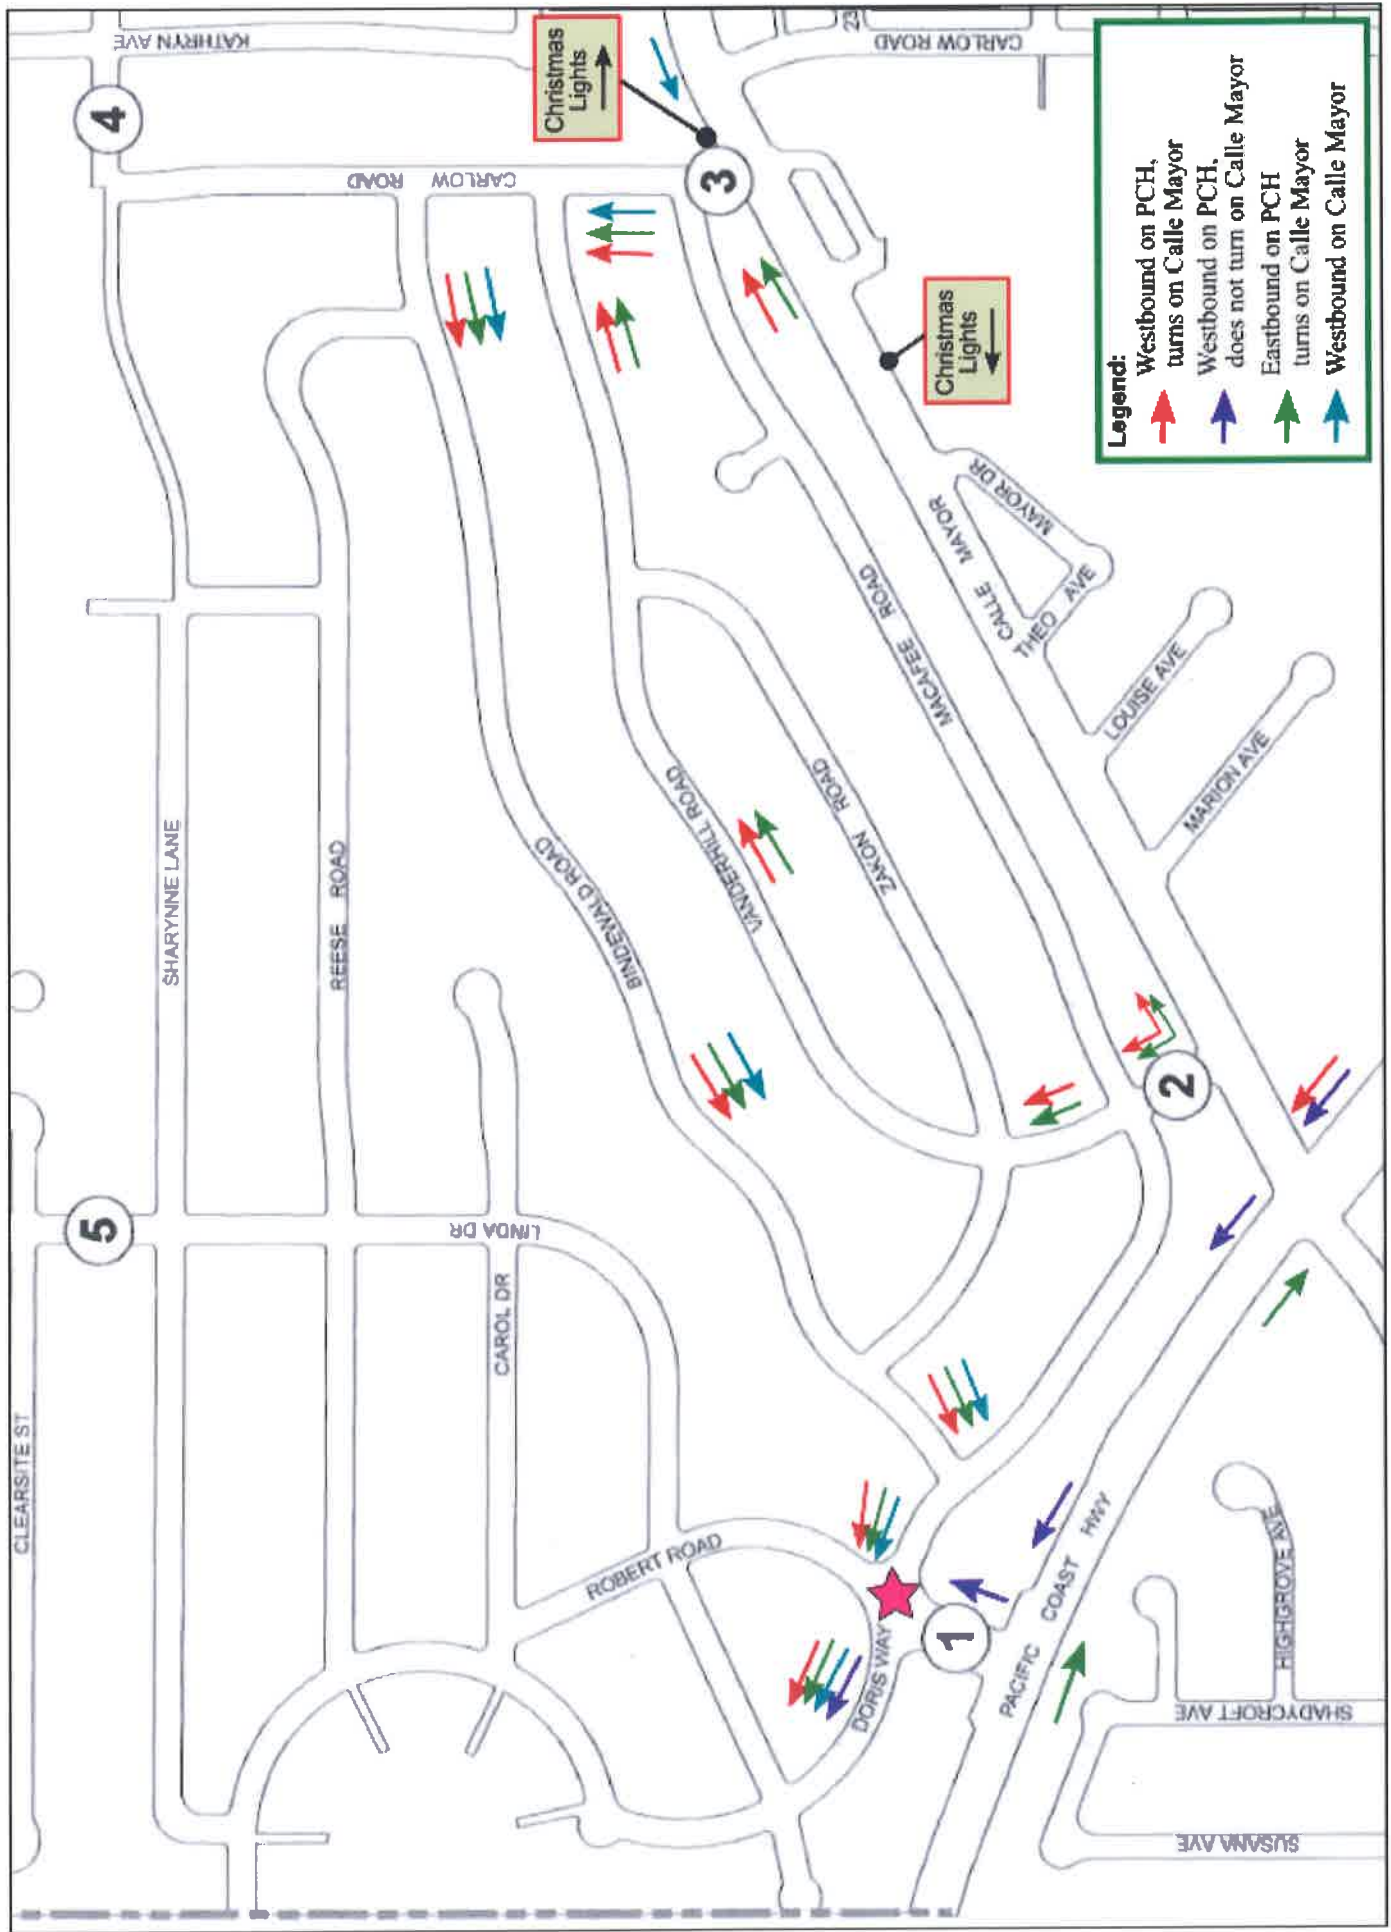 KATHRYN AVE
4
Christmas
Lights
23
CARLOW ROAD
3
CARLOW ROAD
Christmas
Lights
Legend:
Westbound on PCH,
turns on Calle Mayor
Westbound on PCH,
does not turn on Calle Mayor
Eastbound on PCH
turns on Calle Mayor
Westbound on Calle Mayor
MAYOR DR
CALLE MAYOR
THEO AVE
MACAFEE ROAD
LOUISE AVE
MARION AVE
SHARYNNE LANE
REESE ROAD
BINDEWALD ROAD
VANDERHILL ROAD
ZAKON ROAD
2
5
LINDA DR
CAROL DR
CLEARSITE ST
ROBERT ROAD
DORIS WAY
1
PACIFIC COAST HWY
HIGHGROVE AVE
SHADYCROFT AVE
SUSANA AVE